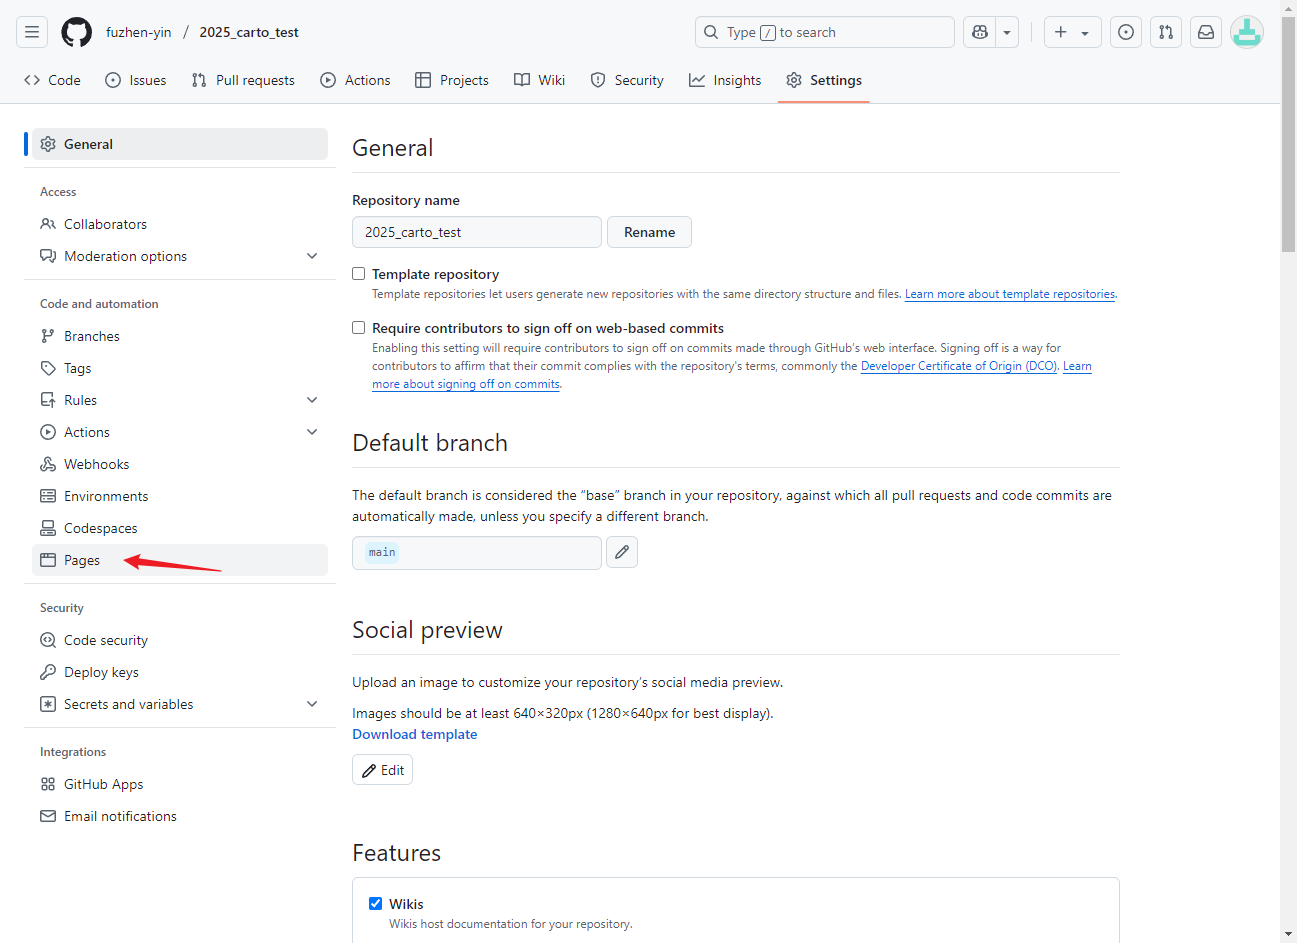 fuzhen-yin / 2025_carto_test
Type / to search
Code
Issues
Pull requests
Actions
Projects
Wiki
Security
Insights
Settings
General
Access
Collaborators
Moderation options
Code and automation
Branches
Tags
Rules
Actions
Webhooks
Environments
Codespaces
Pages
Security
Code security
Deploy keys
Secrets and variables
Integrations
GitHub Apps
Email notifications
General
Repository name
2025_carto_test
Rename
Template repository
Template repositories let users generate new repositories with the same directory structure and files. Learn more about template repositories.
Require contributors to sign off on web-based commits
Enabling this setting will require contributors to sign off on commits made through GitHub's web interface. Signing off is a way for
contributors to affirm that their commit complies with the repository's terms, commonly the Developer Certificate of Origin (DCO). Learn
more about signing off on commits.
Default branch
The default branch is considered the “base” branch in your repository, against which all pull requests and code commits are
automatically made, unless you specify a different branch.
main
Social preview
Upload an image to customize your repository's social media preview.
Images should be at least 640×320px (1280×640px for best display).
Download template
Edit
Features
Wikis
Wikis host documentation for your repository.